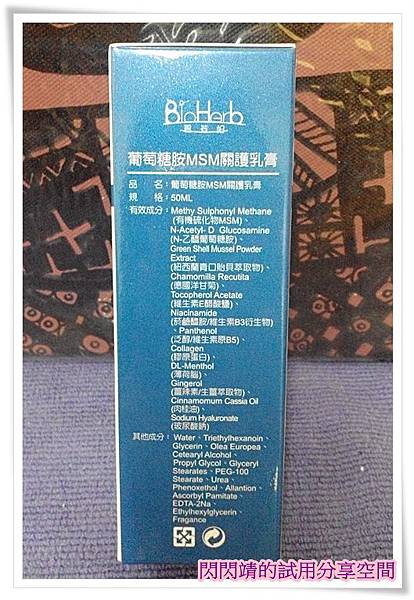 BioHerb
葡萄糖胺MSM關護乳膏
品　名：葡萄糖胺MSM關護乳膏
規　格：50ML
有效成分：Methy Sulphonyl Methane
(有機硫化物MSM)、
N-Acetyl- D Glucosamine
(N-乙醯葡萄糖胺)、
Green Shell Mussel Powder
Extract
(紐西蘭青口貽貝萃取物)、
Chamomilla Recutita
(德國洋甘菊)、
Tocopherol Acetate
(維生素E醋酸鹽)、
Niacinamide
(菸鹼醯胺/維生素B3衍生物)
、Panthenol
(泛醇/維生素原B5)、
Collagen
(膠原蛋白)、
DL-Menthol
(薄荷腦)、
Gingerol
(薑辣素/生薑萃取物)、
Cinnamomum Cassia Oil
(肉桂油)、
Sodium Hyaluronate
(玻尿酸鈉)
其他成分：Water、Triethylhexanoin、
Glycerin、Olea Europea、
Cetearyl Alcohol、
Propyl Glycol、Glyceryl
Stearates、PEG-100
Stearate、Urea、
Phenoxethol、Allantion、
Ascorbyl Pamitate、
EDTA-2Na、
Ethylhexylglycerin、
Fragance
閃閃靖的試用分享空間